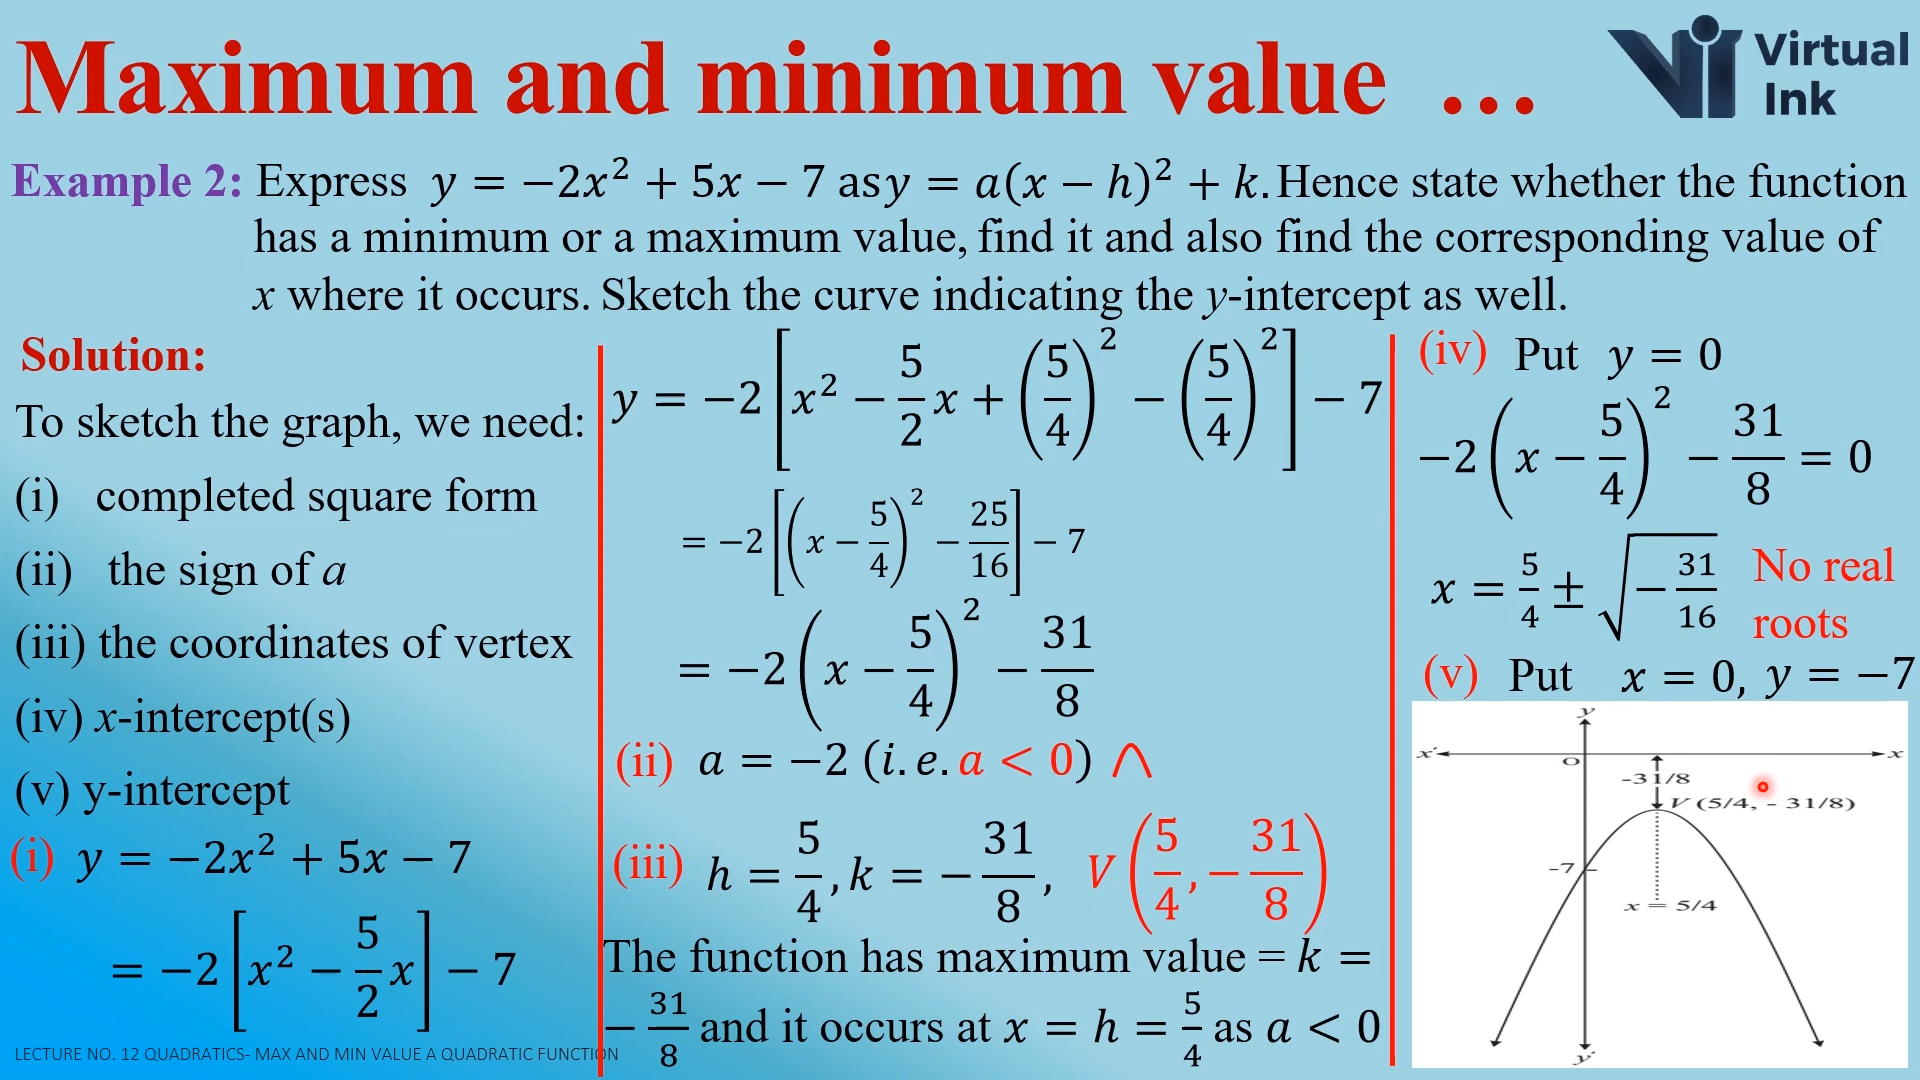 Maximum and minimum value …
Virtual
Ink
Example 2: Express y = −2x² + 5x − 7 as y = a(x − h)² + k. Hence state whether the function
has a minimum or a maximum value, find it and also find the corresponding value of
x where it occurs. Sketch the curve indicating the y-intercept as well.
Solution:
To sketch the graph, we need:
(i) completed square form
(ii) the sign of a
(iii) the coordinates of vertex
(iv) x-intercept(s)
(v) y-intercept
(i) y = −2x² + 5x − 7
= −2[x² − 5/2 x] − 7
y = −2[x² − 5/2 x + (5/4)² − (5/4)²] − 7
= −2[(x − 5/4)² − 25/16] − 7
= −2(x − 5/4)² − 31/8
(ii) a = −2 (i.e. a < 0)
(iii) h = 5/4, k = − 31/8, V(5/4, − 31/8)
The function has maximum value = k =
− 31/8 and it occurs at x = h = 5/4 as a < 0
(iv) Put y = 0
−2(x − 5/4)² − 31/8 = 0
x = 5/4 ± √(− 31/16) No real
roots
(v) Put x = 0, y = −7
y
x′ x
O
-31/8
V (5/4, - 31/8)
-7
x = 5/4
y′
LECTURE NO. 12 QUADRATICS- MAX AND MIN VALUE A QUADRATIC FUNCTION